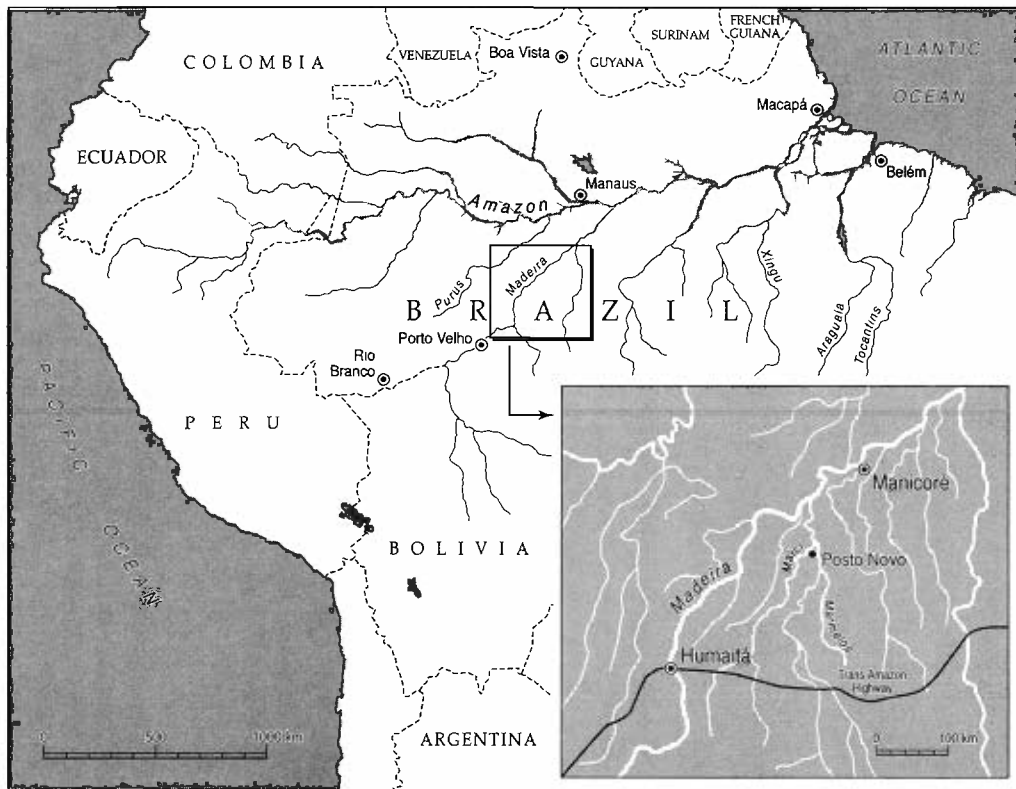 FRENCH
GUIANA
SURINAM
GUYANA
VENEZUELA
Boa Vista
COLOMBIA
ATLANTIC
OCEAN
Macapá
ECUADOR
Belém
Manaus
Amazon
Purus
Madeira
Xingu
Araguaia
Tocantins
BRAZIL
Porto Velho
Rio
Branco
PERU
PACIFIC
OCEAN
BOLIVIA
ARGENTINA
0 500 1000 km
Manicoré
Posto Novo
Madeira
Humaitá
Trans Amazon
Highway
0 100 km